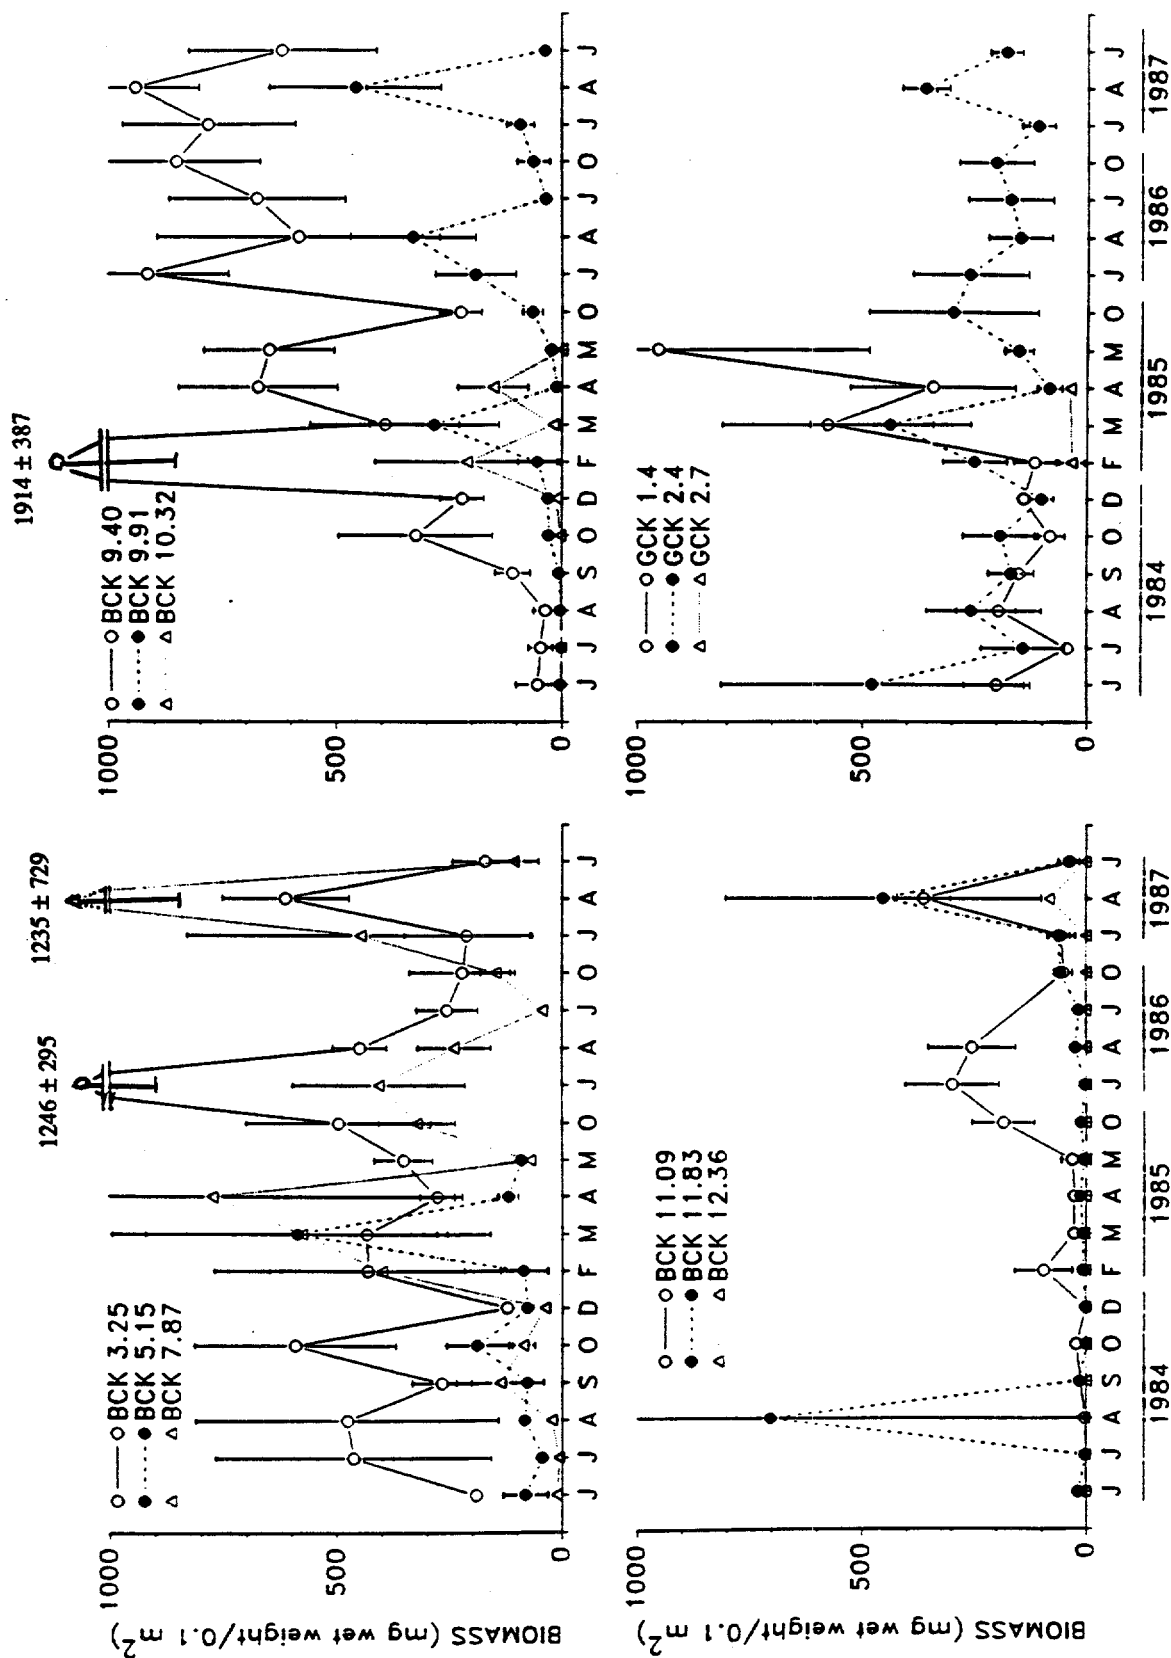 BIOMASS (mg wet weight/0.1 m²)
1000
500
0
BCK 3.25
BCK 5.15
BCK 7.87
1246 ± 295
1235 ± 729
1000
500
0
BCK 9.40
BCK 9.91
BCK 10.32
1914 ± 387
BIOMASS (mg wet weight/0.1 m²)
1000
500
0
BCK 11.09
BCK 11.83
BCK 12.36
J J A S O D F M A M O J A J O J A J
1984 1985 1986 1987
1000
500
0
GCK 1.4
GCK 2.4
GCK 2.7
J J A S O D F M A M O J A J O J A J
1984 1985 1986 1987